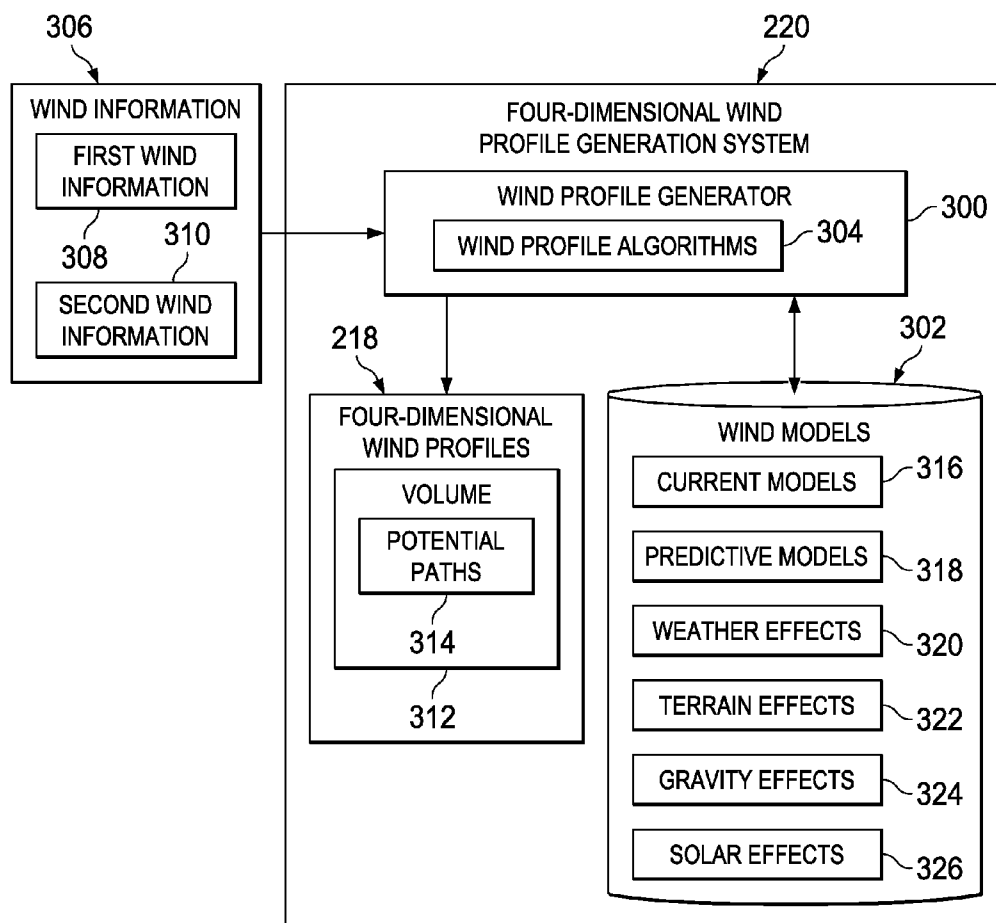 306
WIND INFORMATION
FIRST WIND
INFORMATION
308
310
SECOND WIND
INFORMATION
220
FOUR-DIMENSIONAL WIND
PROFILE GENERATION SYSTEM
WIND PROFILE GENERATOR
300
WIND PROFILE ALGORITHMS
304
218
FOUR-DIMENSIONAL
WIND PROFILES
VOLUME
POTENTIAL
PATHS
314
312
302
WIND MODELS
CURRENT MODELS
316
PREDICTIVE MODELS
318
WEATHER EFFECTS
320
TERRAIN EFFECTS
322
GRAVITY EFFECTS
324
SOLAR EFFECTS
326